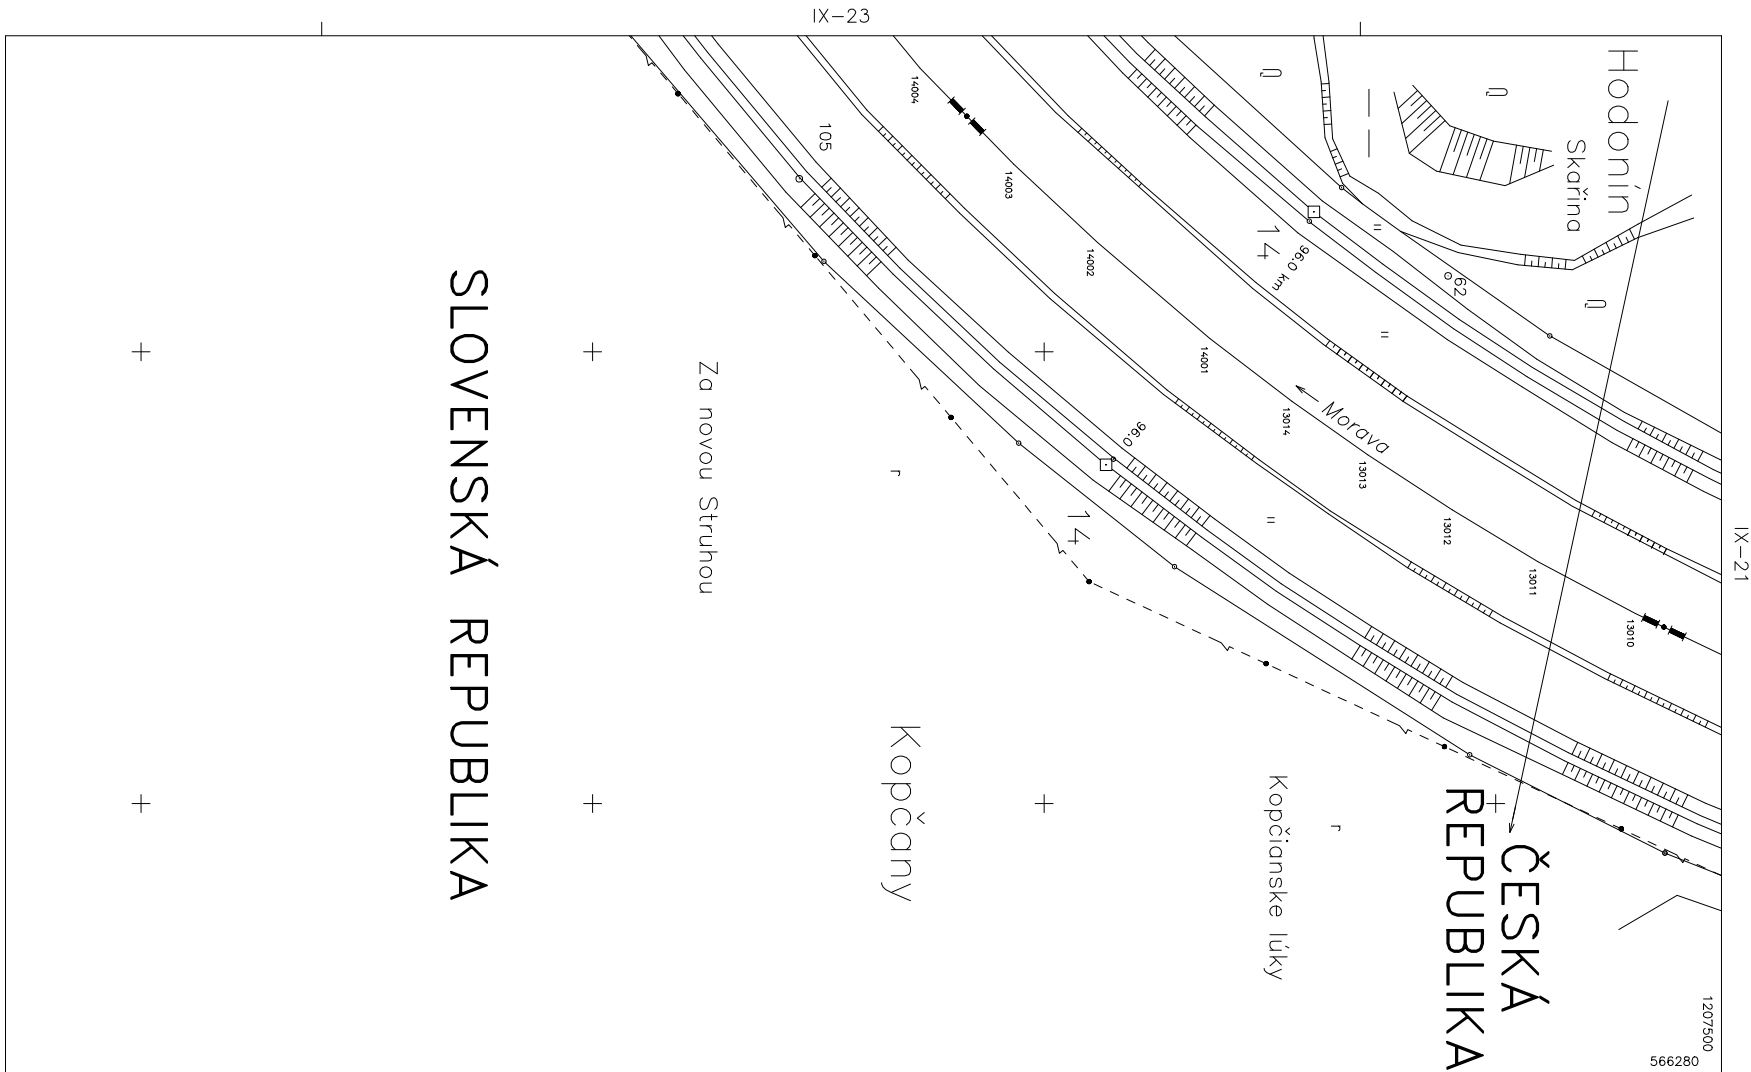 IX-23
IX-21
Hodonín
Skařina
62
14
96.0 km
105
14004
14003
14002
14001
13014
13013
13012
13011
13010
Morava
96.0
14
Za novou Struhou
SLOVENSKÁ REPUBLIKA
Kopčany
Kopčianske lúky
ČESKÁ
REPUBLIKA
1207500
566280